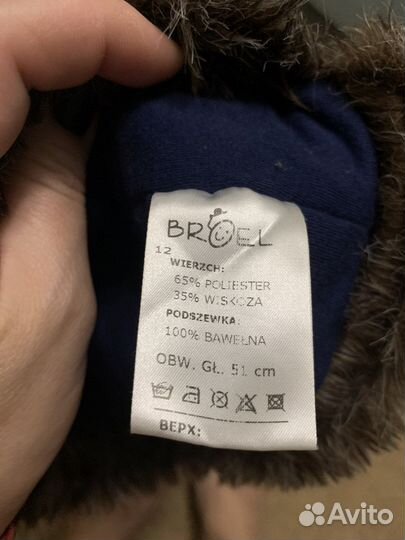 BROEL
12
WIERZCH:
65% POLIESTER
35% WISKOZA
PODSZEWKA:
100% BAWEŁNA
OBW. GŁ.. 51 cm
ВЕРХ:
Avito